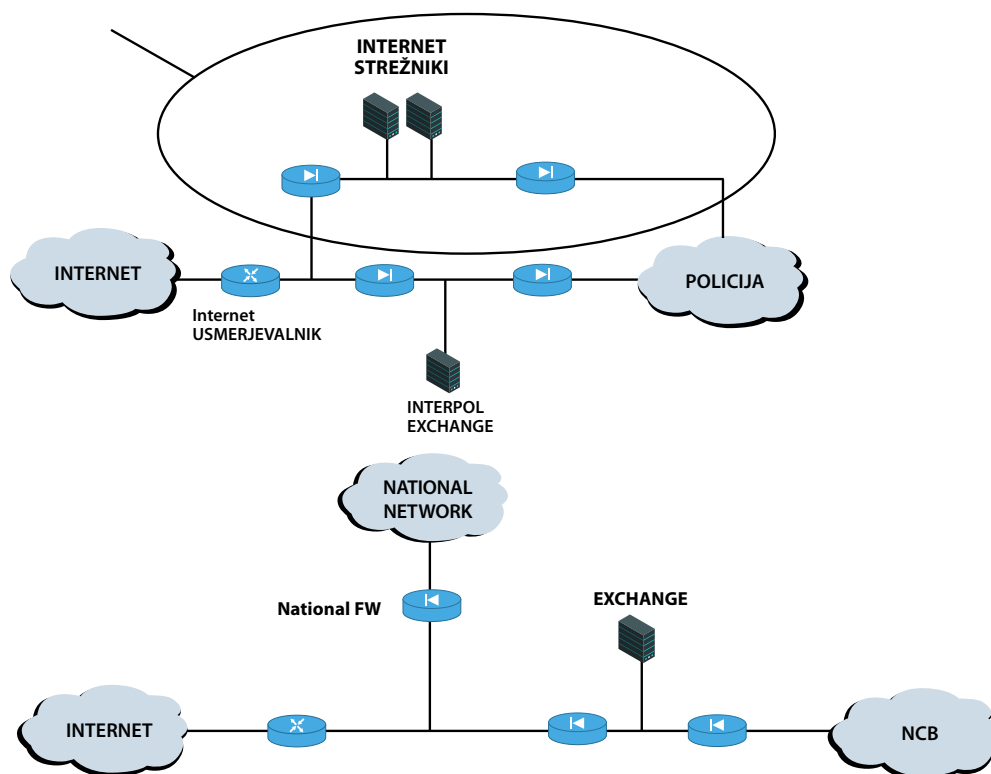 INTERNET
STREŽNIKI
INTERNET
POLICIJA
Internet
USMERJEVALNIK
INTERPOL
EXCHANGE
NATIONAL
NETWORK
National FW
EXCHANGE
INTERNET
NCB